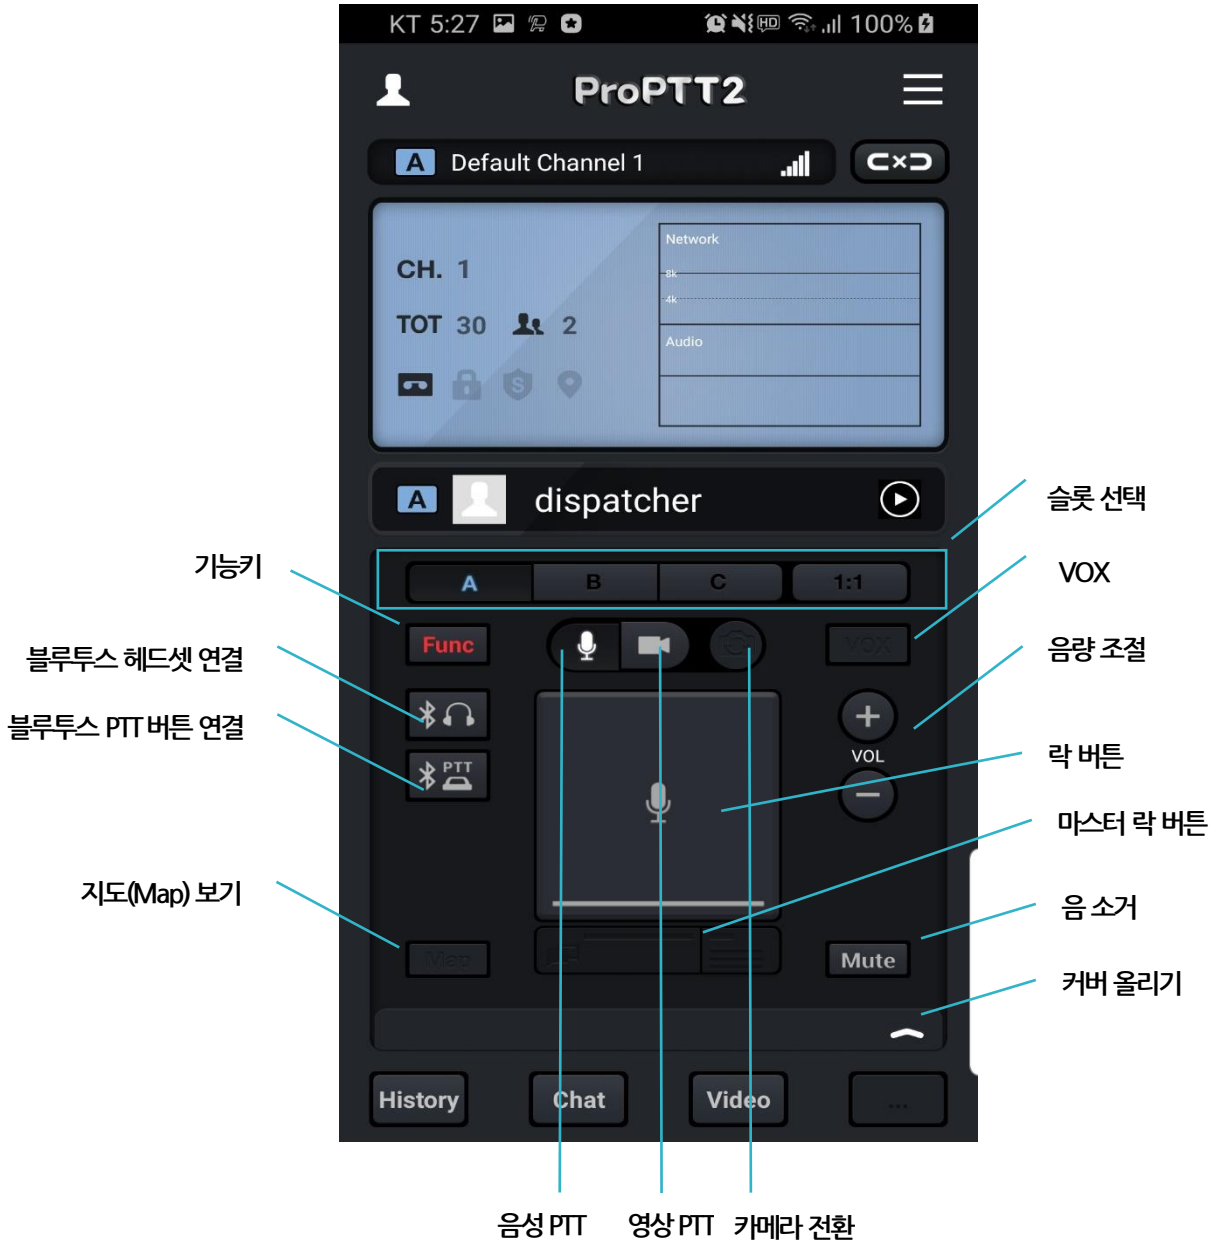 KT 5:27 HD 100%
ProPTT2
A Default Channel 1
Network
CH. 1
8k
4k
TOT 30 2
Audio
S
A dispatcher
슬롯 선택
기능키
A B C 1:1
VOX
Func
VOX
블루투스 헤드셋 연결
음량 조절
블루투스 PTT 버튼 연결
VOL
PTT
락 버튼
마스터 락 버튼
지도(Map) 보기
음 소거
Map
Mute
커버 올리기
History Chat Video ...
음성 PTT 영상 PTT 카메라 전환